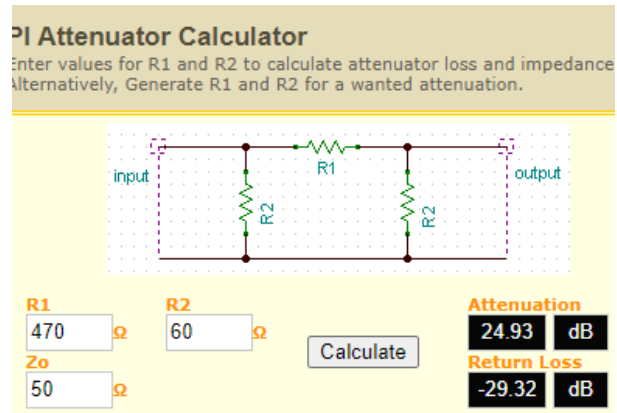 PI Attenuator Calculator
Enter values for R1 and R2 to calculate attenuator loss and impedance
Alternatively, Generate R1 and R2 for a wanted attenuation.
R1
input
output
R2
R2
R1 R2 Attenuation
470 Ω 60 Ω 24.93 dB
Calculate
Zo Return Loss
50 Ω -29.32 dB